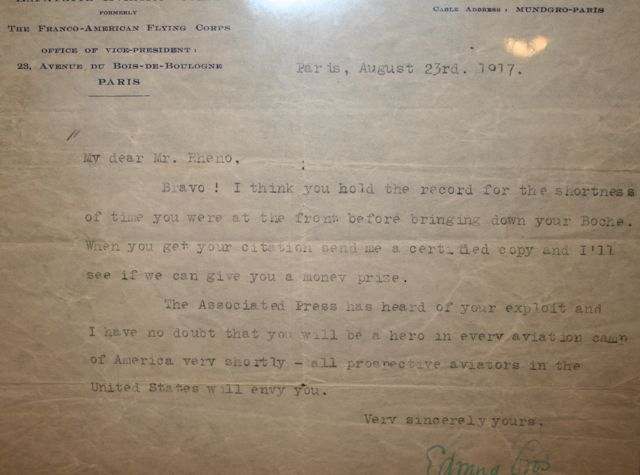 FORMERLY
THE FRANCO-AMERICAN FLYING CORPS
OFFICE OF VICE-PRESIDENT:
23, AVENUE DU BOIS-DE-BOULOGNE
PARIS
CABLE ADDRESS: MUNDGRO-PARIS
Paris, August 23rd. 1917.
My dear Mr. Rheno,
Bravo ! I think you hold the record for the shortness
of time you were at the front before bringing down your Boche.
When you get your citation send me a certified copy and I'll
see if we can give you a money prize.
The Associated Press has heard of your exploit and
I have no doubt that you will be a hero in every aviation camp
of America very shortly - all prospective aviators in the
United States will envy you.
Very sincerely yours.